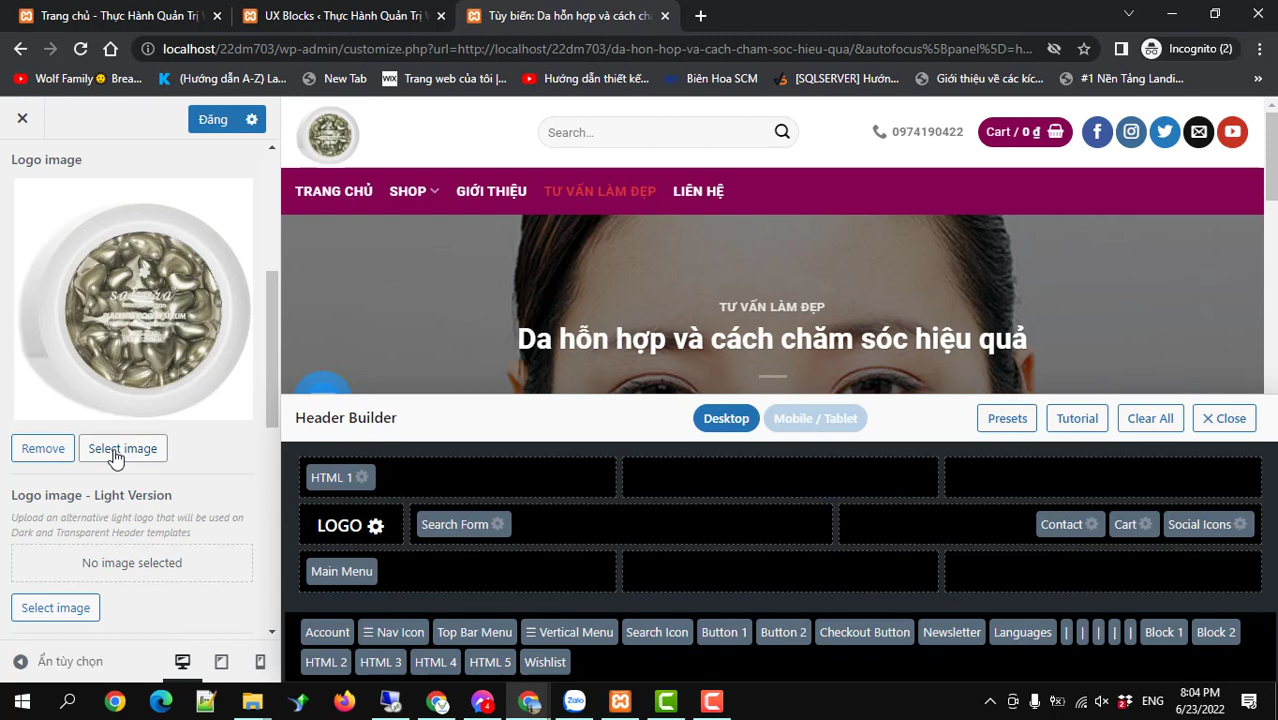 Trang chủ - Thực Hành Quản Trị V
UX Blocks ‹ Thực Hành Quản Trị V
Tùy biến: Da hỗn hợp và cách ch
localhost/22dm703/wp-admin/customize.php?url=http://localhost/22dm703/da-hon-hop-va-cach-cham-soc-hieu-qua/&autofocus%5Bpanel%5D=h...
Incognito (2)
Wolf Family Brea...
(Hướng dẫn A-Z) La...
New Tab
WIX
Trang web của tôi |...
Hướng dẫn thiết kế...
Biên Hoa SCM
[SQLSERVER] Hướn...
Giới thiệu về các kíc...
#1 Nền Tảng Landi...
»
Đăng
Search...
0974190422
Cart / 0 ₫
Logo image
TRANG CHỦ SHOP GIỚI THIỆU TƯ VẤN LÀM ĐẸP LIÊN HỆ
sakura
TƯ VẤN LÀM ĐẸP
Da hỗn hợp và cách chăm sóc hiệu quả
Header Builder
Desktop
Mobile / Tablet
Presets
Tutorial
Clear All
Close
Remove
Select image
HTML 1
Logo image - Light Version
Upload an alternative light logo that will be used on
Dark and Transparent Header templates
LOGO
Search Form
Contact
Cart
Social Icons
No image selected
Main Menu
Select image
Account
Nav Icon
Top Bar Menu
Vertical Menu
Search Icon
Button 1
Button 2
Checkout Button
Newsletter
Languages
|
|
|
|
|
Block 1
Block 2
HTML 2
HTML 3
HTML 4
HTML 5
Wishlist
Ẩn tùy chọn
4
Zalo
ENG
8:04 PM
6/23/2022